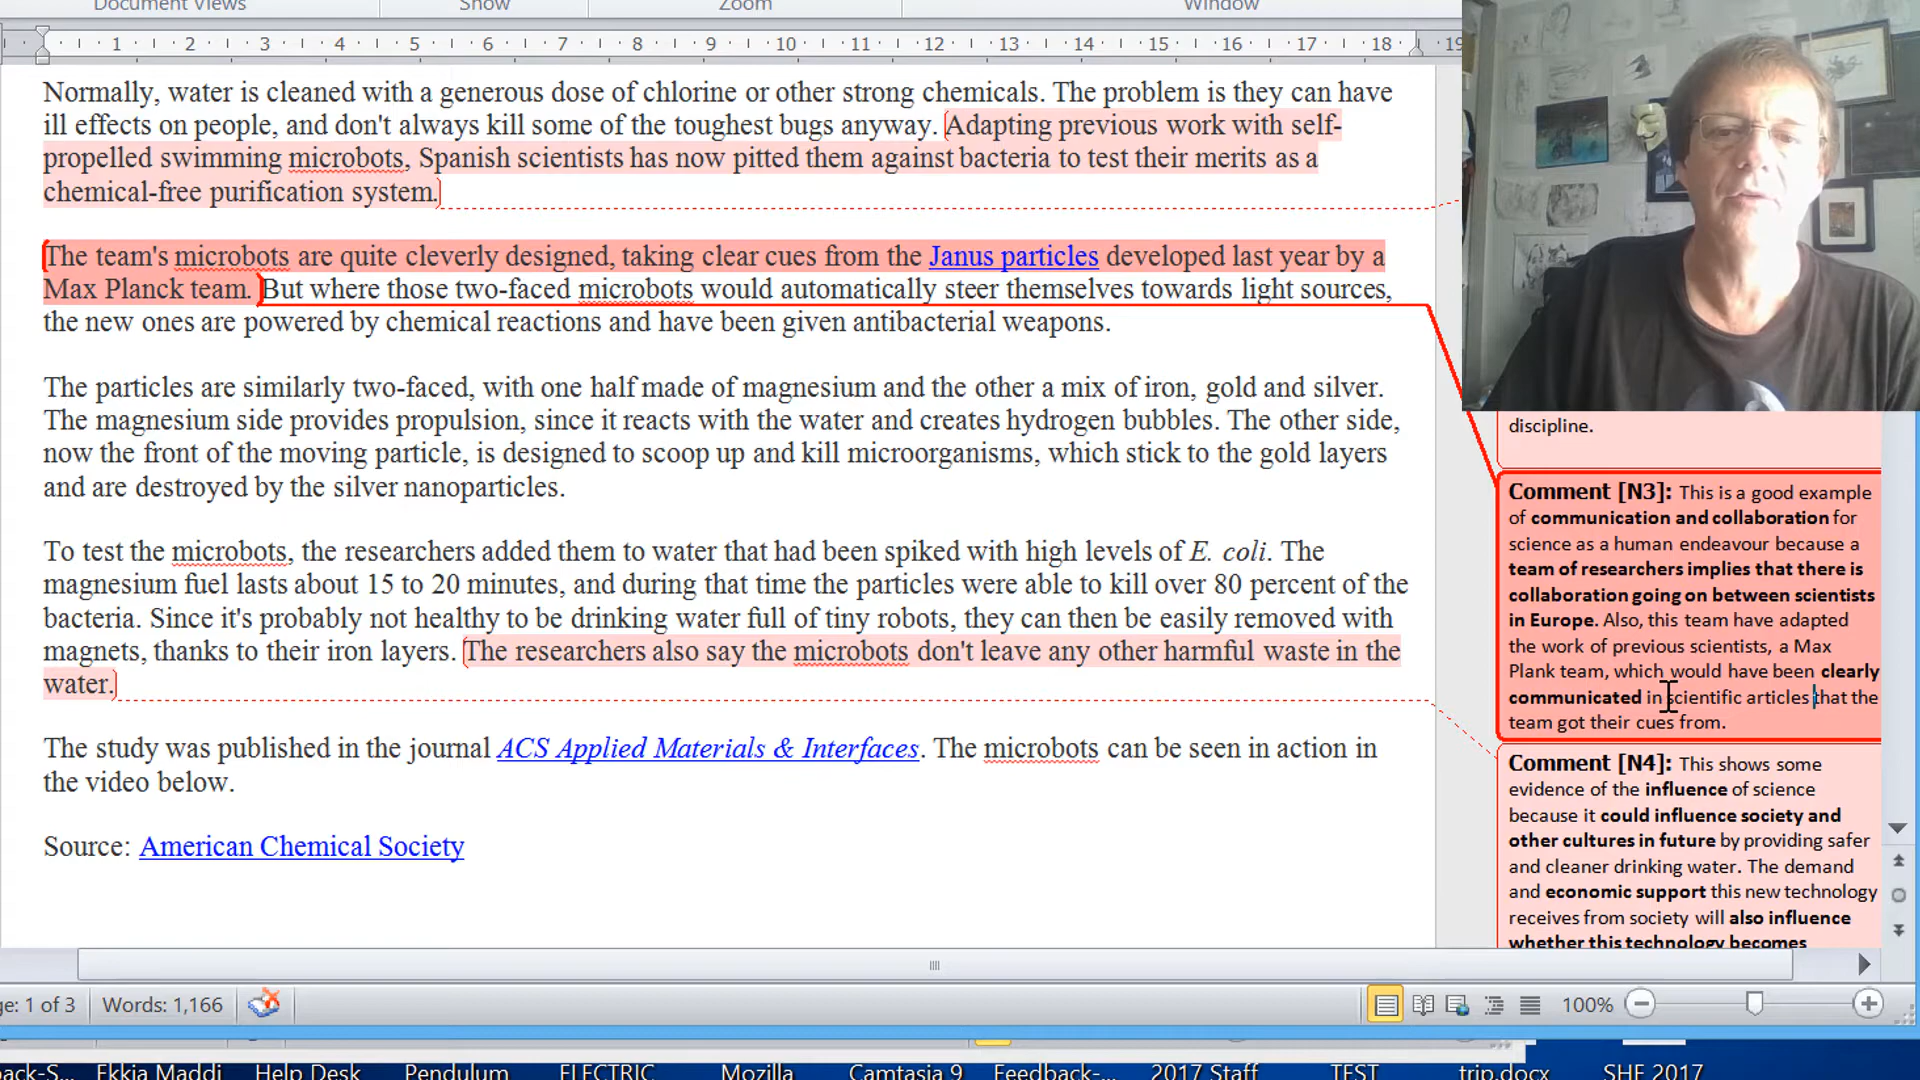 Document Views
Show
Zoom
Window
1 2 3 4 5 6 7 8 9 10 11 12 13 14 15 16 17 18 19
Normally, water is cleaned with a generous dose of chlorine or other strong chemicals. The problem is they can have
ill effects on people, and don't always kill some of the toughest bugs anyway. Adapting previous work with self-
propelled swimming microbots, Spanish scientists has now pitted them against bacteria to test their merits as a
chemical-free purification system.
The team's microbots are quite cleverly designed, taking clear cues from the Janus particles developed last year by a
Max Planck team. But where those two-faced microbots would automatically steer themselves towards light sources,
the new ones are powered by chemical reactions and have been given antibacterial weapons.
The particles are similarly two-faced, with one half made of magnesium and the other a mix of iron, gold and silver.
The magnesium side provides propulsion, since it reacts with the water and creates hydrogen bubbles. The other side,
now the front of the moving particle, is designed to scoop up and kill microorganisms, which stick to the gold layers
and are destroyed by the silver nanoparticles.
To test the microbots, the researchers added them to water that had been spiked with high levels of E. coli. The
magnesium fuel lasts about 15 to 20 minutes, and during that time the particles were able to kill over 80 percent of the
bacteria. Since it's probably not healthy to be drinking water full of tiny robots, they can then be easily removed with
magnets, thanks to their iron layers. The researchers also say the microbots don't leave any other harmful waste in the
water.
The study was published in the journal ACS Applied Materials & Interfaces. The microbots can be seen in action in
the video below.
Source: American Chemical Society
discipline.
Comment [N3]: This is a good example
of communication and collaboration for
science as a human endeavour because a
team of researchers implies that there is
collaboration going on between scientists
in Europe. Also, this team have adapted
the work of previous scientists, a Max
Plank team, which would have been clearly
communicated in scientific articles that the
team got their cues from.
Comment [N4]: This shows some
evidence of the influence of science
because it could influence society and
other cultures in future by providing safer
and cleaner drinking water. The demand
and economic support this new technology
receives from society will also influence
whether this technology becomes
ge: 1 of 3
Words: 1,166
100%
back-S...
Ekkia Maddi
Help Desk
Pendulum
ELECTRIC
Mozilla
Camtasia 9
Feedback-...
2017 Staff
TEST
trip.docx
SHE 2017